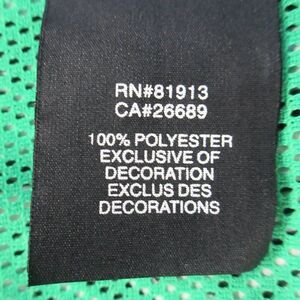 RN#81913
CA#26689
100% POLYESTER
EXCLUSIVE OF
DECORATION
EXCLUS DES
DECORATIONS